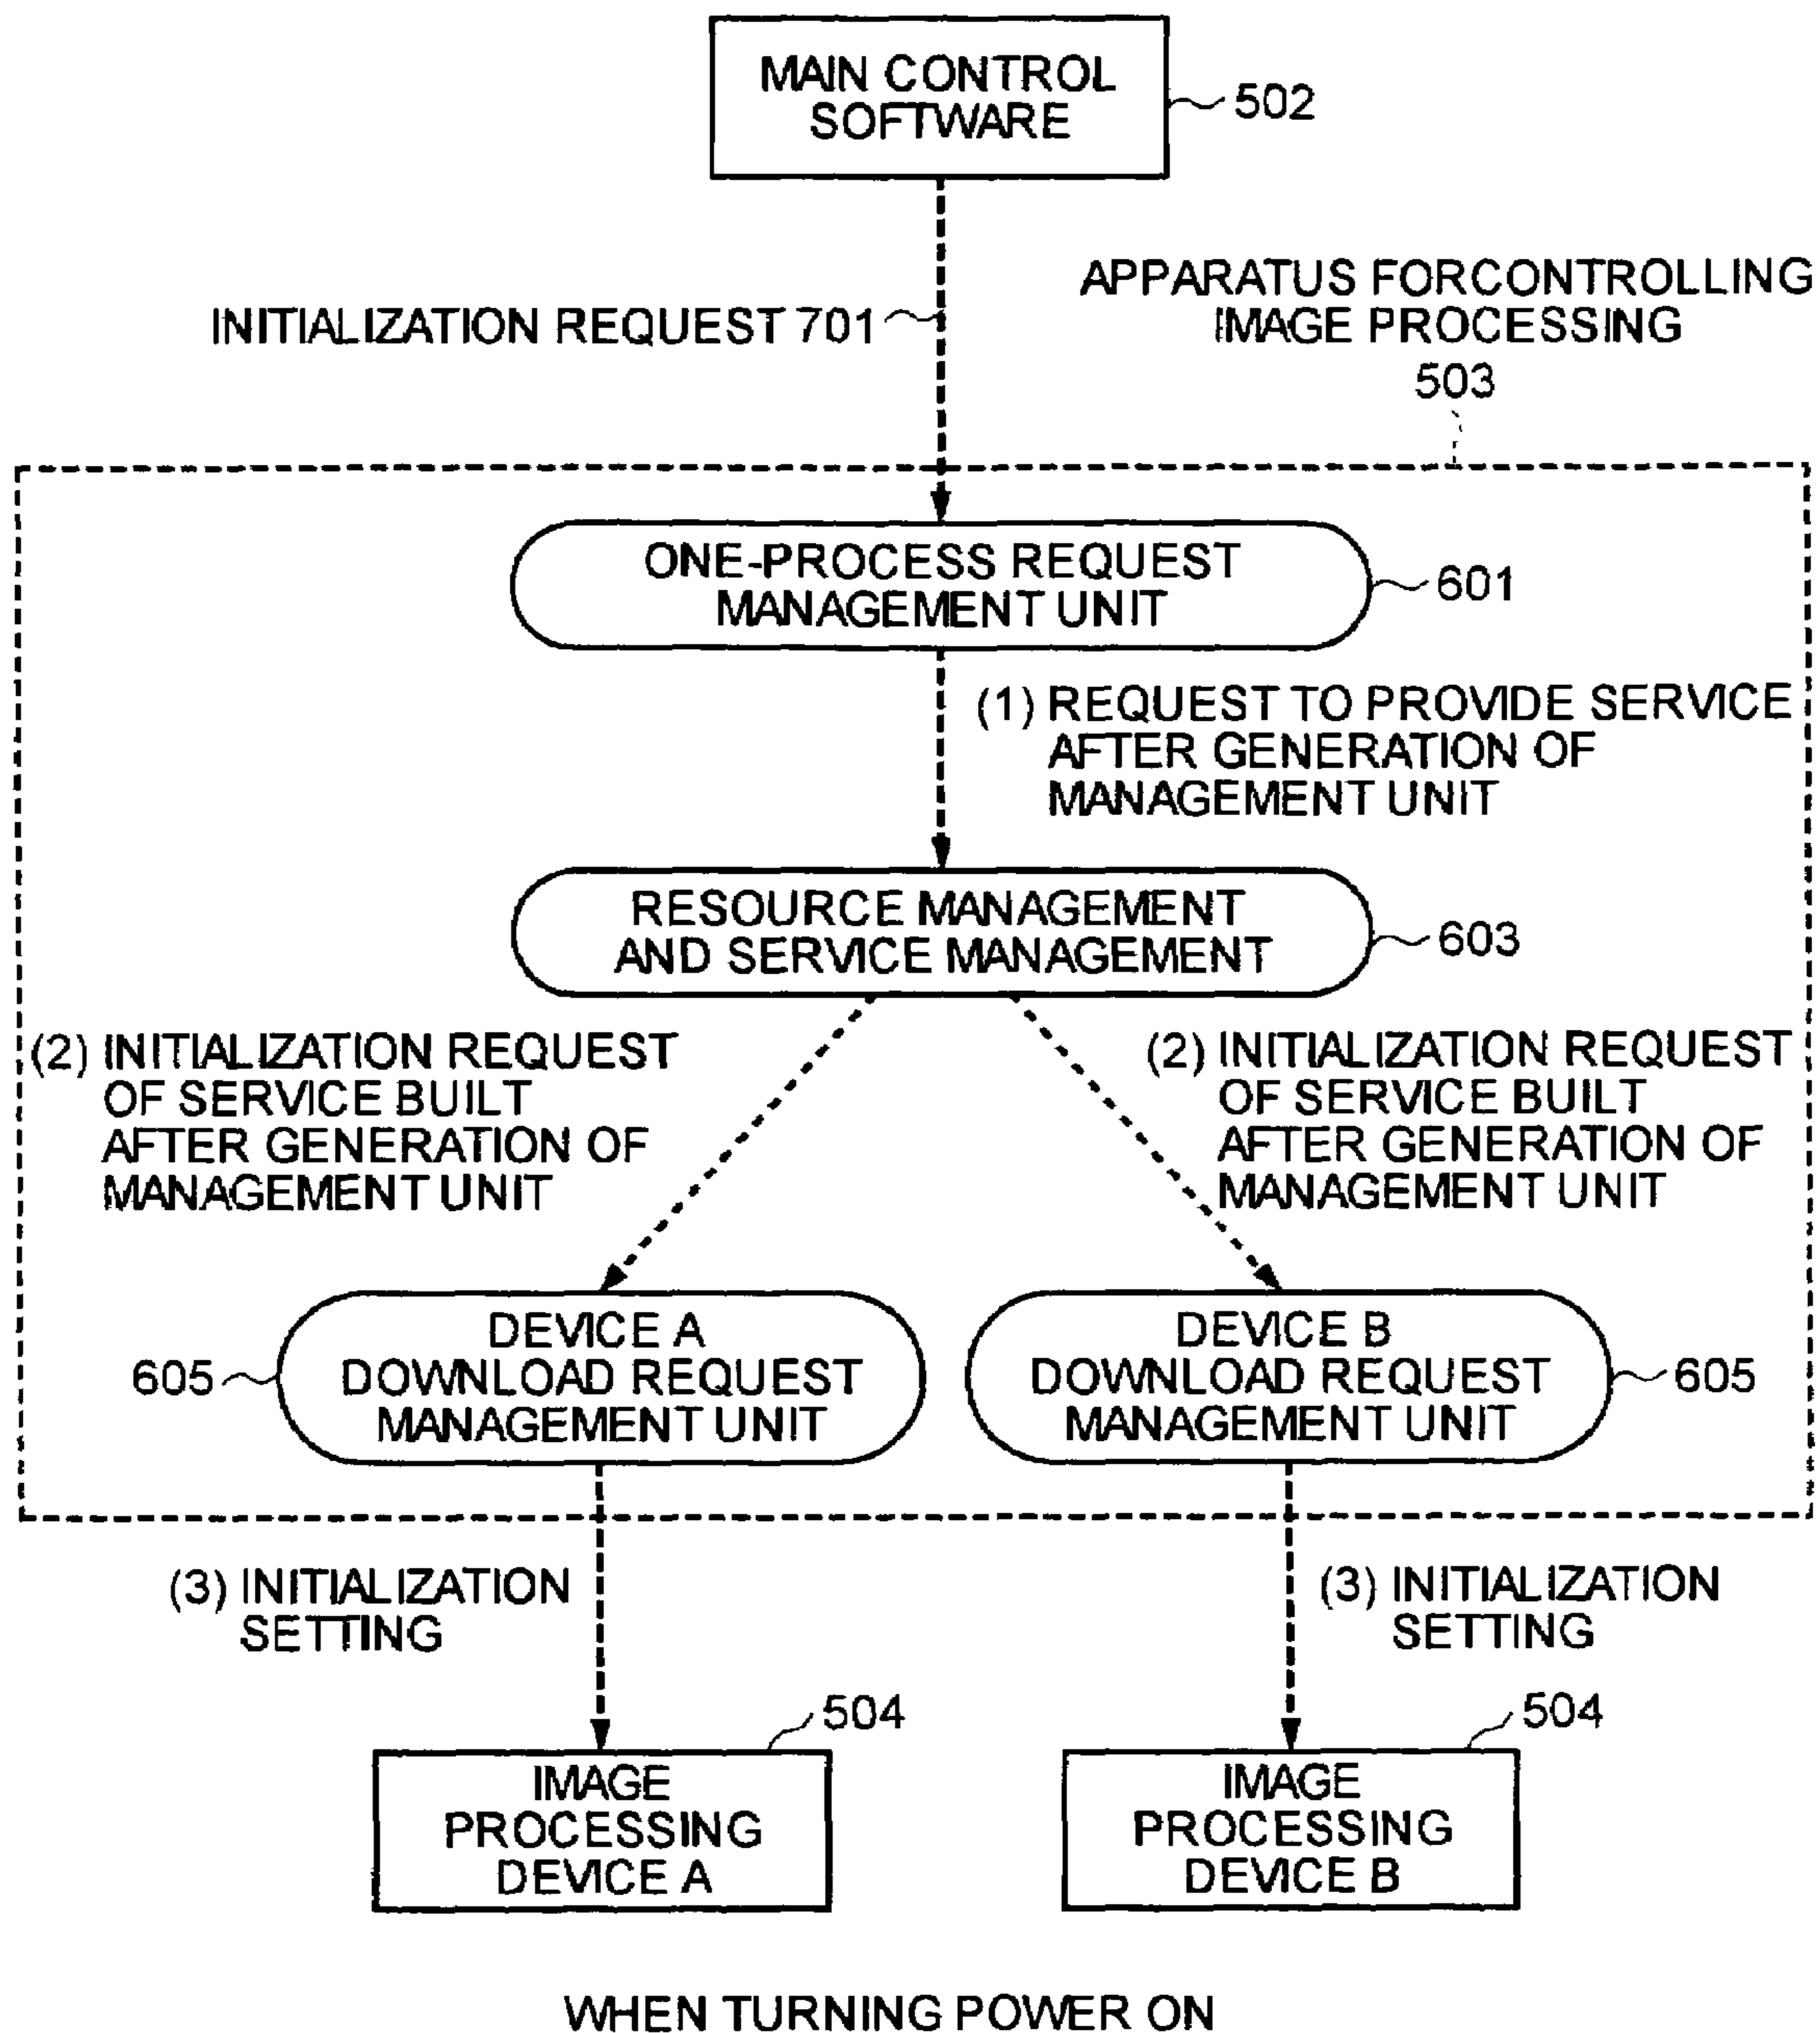 MAIN CONTROL
SOFTWARE
502
INITIALIZATION REQUEST 701
APPARATUS FORCONTROLLING
IMAGE PROCESSING
503
ONE-PROCESS REQUEST
MANAGEMENT UNIT
601
(1) REQUEST TO PROVIDE SERVICE
AFTER GENERATION OF
MANAGEMENT UNIT
RESOURCE MANAGEMENT
AND SERVICE MANAGEMENT
603
(2) INITIALIZATION REQUEST
OF SERVICE BUILT
AFTER GENERATION OF
MANAGEMENT UNIT
(2) INITIALIZATION REQUEST
OF SERVICE BUILT
AFTER GENERATION OF
MANAGEMENT UNIT
605
DEVICE A
DOWNLOAD REQUEST
MANAGEMENT UNIT
DEVICE B
DOWNLOAD REQUEST
MANAGEMENT UNIT
605
(3) INITIALIZATION
SETTING
(3) INITIALIZATION
SETTING
504
IMAGE
PROCESSING
DEVICE A
504
IMAGE
PROCESSING
DEVICE B
WHEN TURNING POWER ON